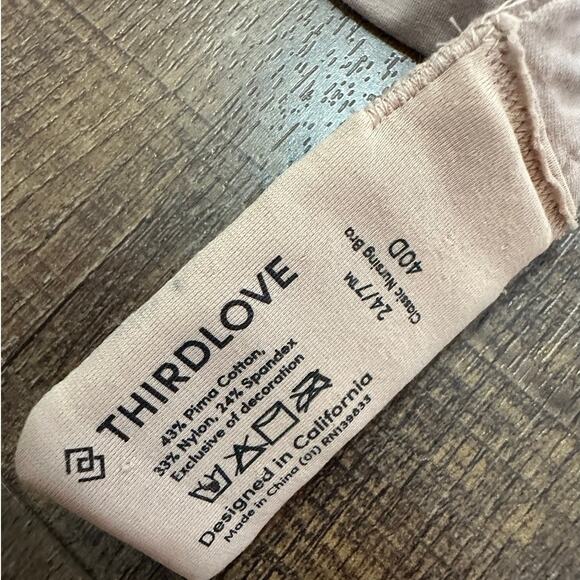 THIRDLOVE
43% Pima Cotton,
33% Nylon, 24% Spandex
Exclusive of decoration
Designed in California
Made in China (01) RN139633
24/7™
Classic Nursing Bra
40D